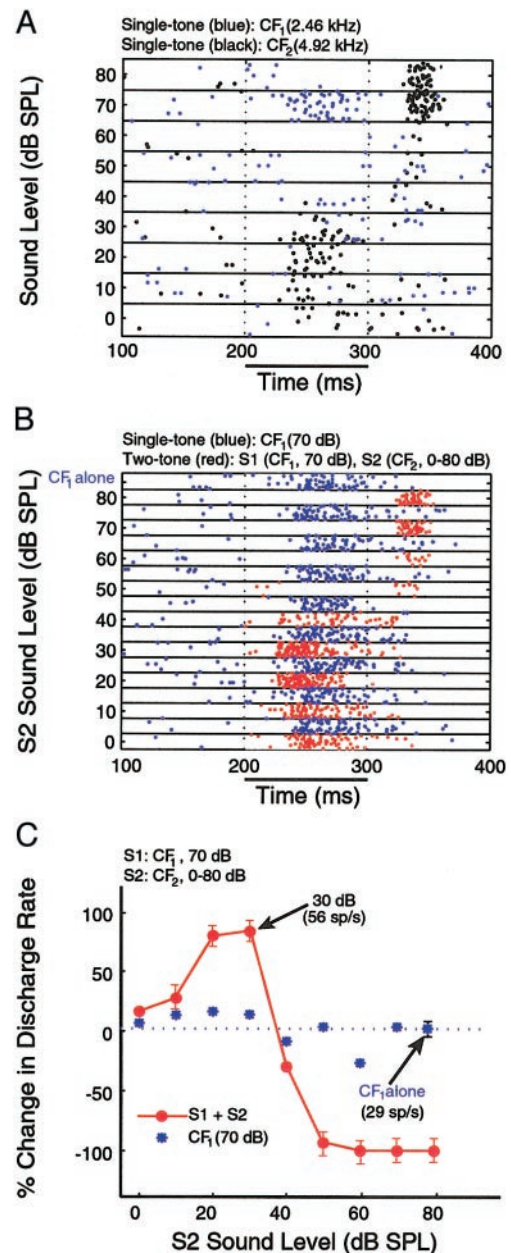 A
Single-tone (blue): CF1(2.46 kHz)
Single-tone (black): CF2(4.92 kHz)
Sound Level (dB SPL)
80
70
60
50
40
30
20
10
0
100
200
300
400
Time (ms)
B
Single-tone (blue): CF1(70 dB)
Two-tone (red): S1 (CF1, 70 dB), S2 (CF2, 0-80 dB)
S2 Sound Level (dB SPL)
CF1 alone
80
70
60
50
40
30
20
10
0
100
200
300
400
Time (ms)
C
S1: CF1, 70 dB
S2: CF2, 0-80 dB
% Change in Discharge Rate
100
50
0
-50
-100
30 dB
(56 sp/s)
CF1 alone
(29 sp/s)
S1 + S2
CF1(70 dB)
0
20
40
60
80
S2 Sound Level (dB SPL)